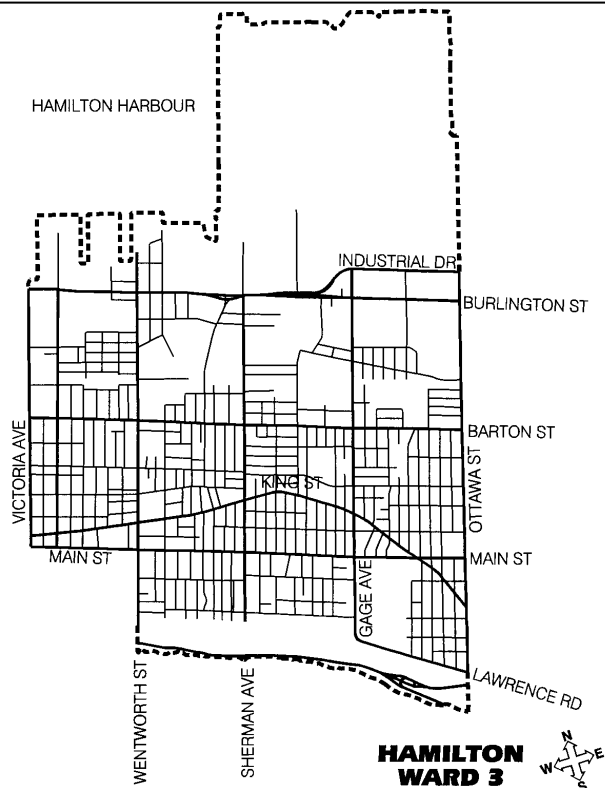 HAMILTON HARBOUR
INDUSTRIAL DR
BURLINGTON ST
BARTON ST
VICTORIA AVE
KING ST
OTTAWA ST
MAIN ST
MAIN ST
GAGE AVE
WENTWORTH ST
SHERMAN AVE
LAWRENCE RD
HAMILTON
WARD 3
N
W
E
S